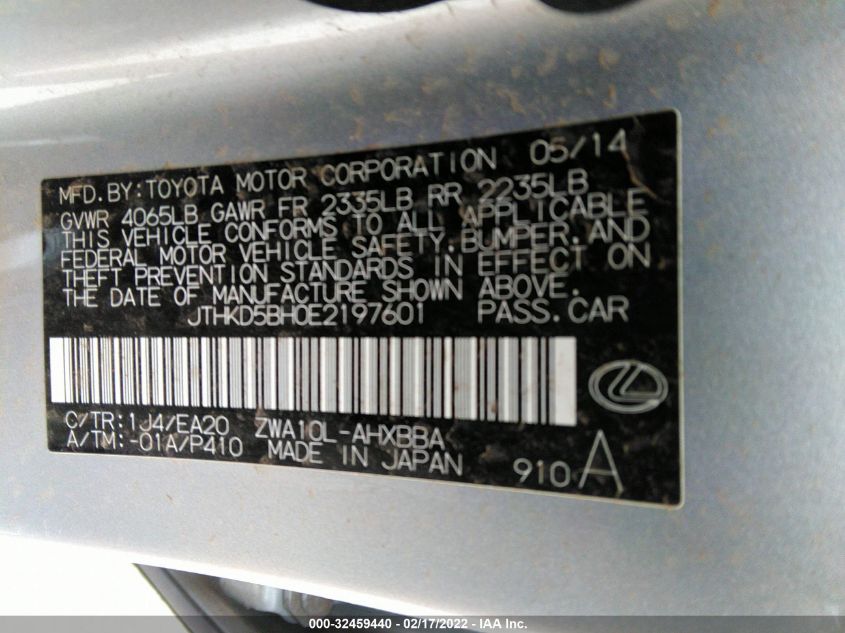 MFD.BY:TOYOTA MOTOR CORPORATION 05/14
GVWR 4065LB GAWR FR 2335LB RR 2235LB
THIS VEHICLE CONFORMS TO ALL APPLICABLE
FEDERAL MOTOR VEHICLE SAFETY,BUMPER,AND
THEFT PREVENTION STANDARDS IN EFFECT ON
THE DATE OF MANUFACTURE SHOWN ABOVE.
JTHKD5BH0E2197601 PASS.CAR
C/TR:1J4/EA20 ZWA10L-AHXBBA
A/TM:-01A/P410 MADE IN JAPAN
910 A
000-32459440 - 02/17/2022 - IAA Inc.